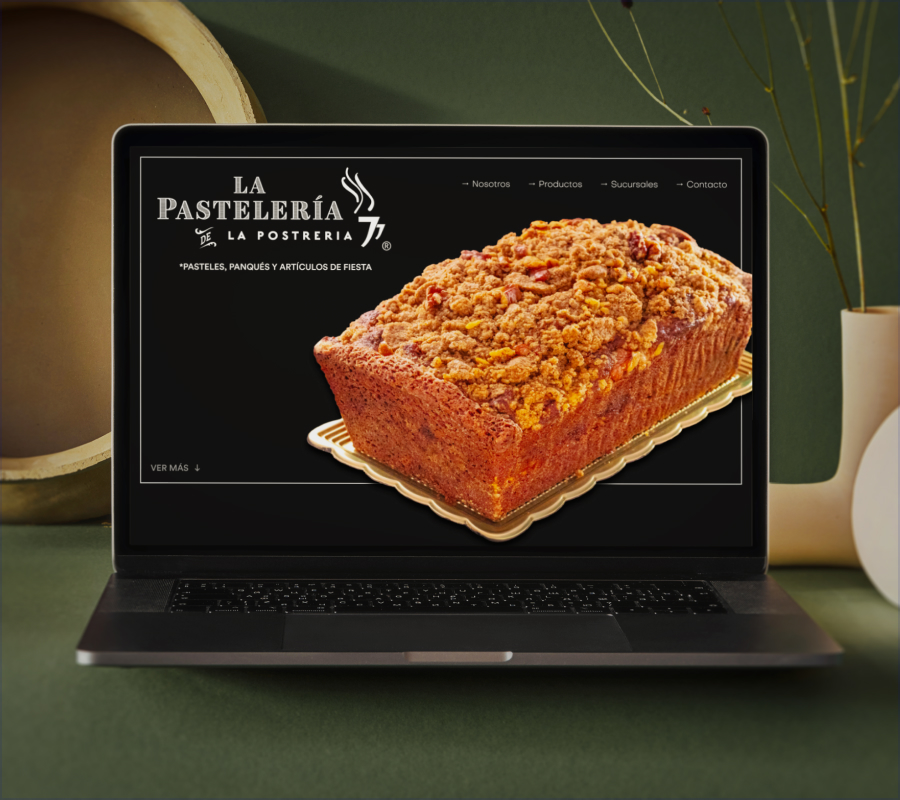 LA
PASTELERÍA
DE LA POSTRERIA 77 ®
*PASTELES, PANQUÉS Y ARTÍCULOS DE FIESTA
→ Nosotros → Productos → Sucursales → Contacto
VER MÁS ↓